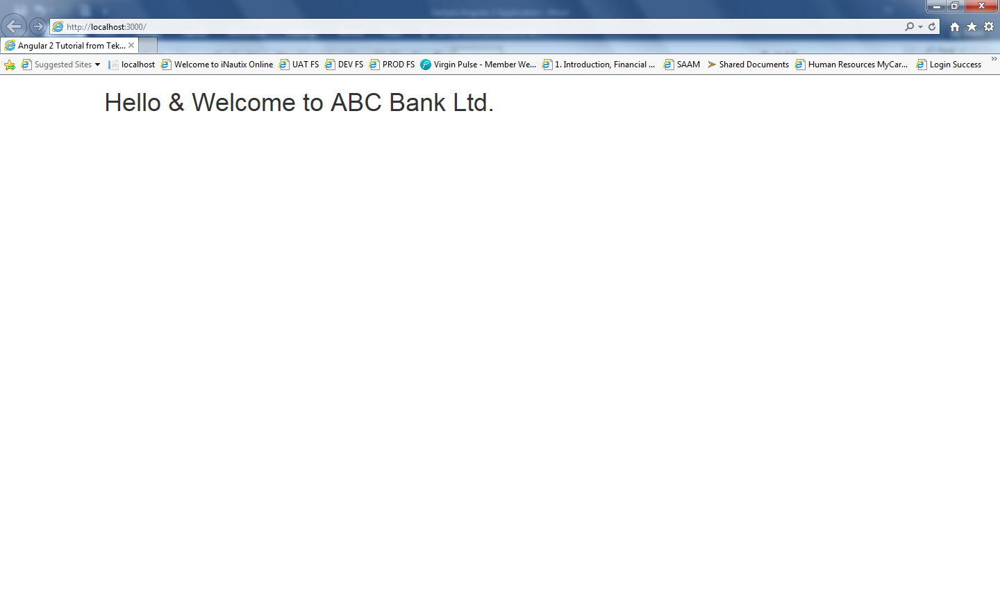 http://localhost:3000/
Angular 2 Tutorial from Tek...
Suggested Sites localhost Welcome to iNautix Online UAT FS DEV FS PROD FS Virgin Pulse - Member We... 1. Introduction, Financial ... SAAM Shared Documents Human Resources MyCar... Login Success
Hello & Welcome to ABC Bank Ltd.